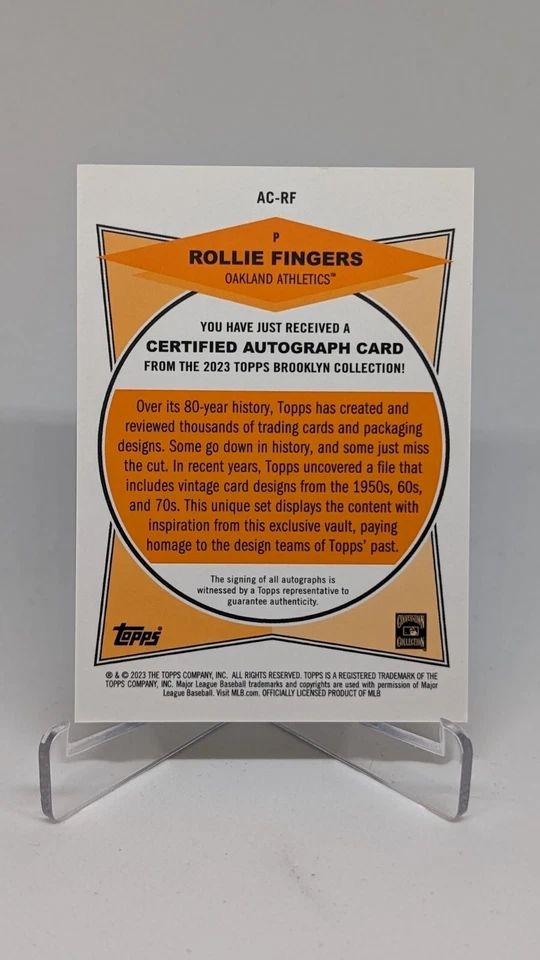 AC-RF
P
ROLLIE FINGERS
OAKLAND ATHLETICS™
YOU HAVE JUST RECEIVED A
CERTIFIED AUTOGRAPH CARD
FROM THE 2023 TOPPS BROOKLYN COLLECTION!
Over its 80-year history, Topps has created and
reviewed thousands of trading cards and packaging
designs. Some go down in history, and some just miss
the cut. In recent years, Topps uncovered a file that
includes vintage card designs from the 1950s, 60s,
and 70s. This unique set displays the content with
inspiration from this exclusive vault, paying
homage to the design teams of Topps' past.
The signing of all autographs is
witnessed by a Topps representative to
guarantee authenticity.
topps®
COOPERSTOWN
COLLECTION
® & © 2023 THE TOPPS COMPANY, INC. ALL RIGHTS RESERVED. TOPPS IS A REGISTERED TRADEMARK OF THE
TOPPS COMPANY, INC. Major League Baseball trademarks and copyrights are used with permission of Major
League Baseball. Visit MLB.com. OFFICIALLY LICENSED PRODUCT OF MLB